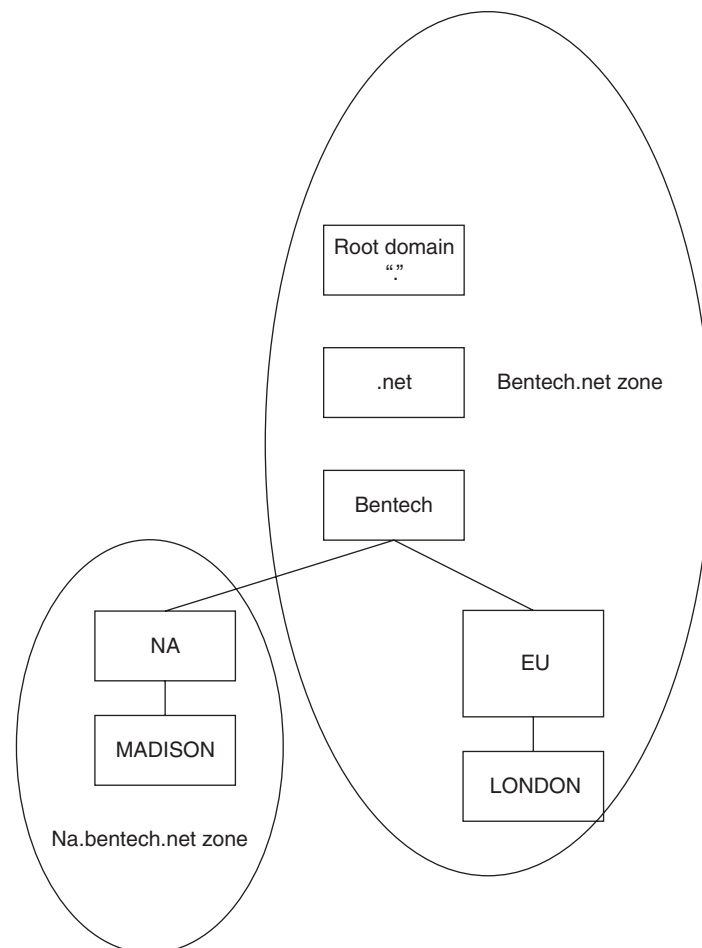 Root domain
“.”
.net
Bentech.net zone
Bentech
NA
EU
MADISON
LONDON
Na.bentech.net zone